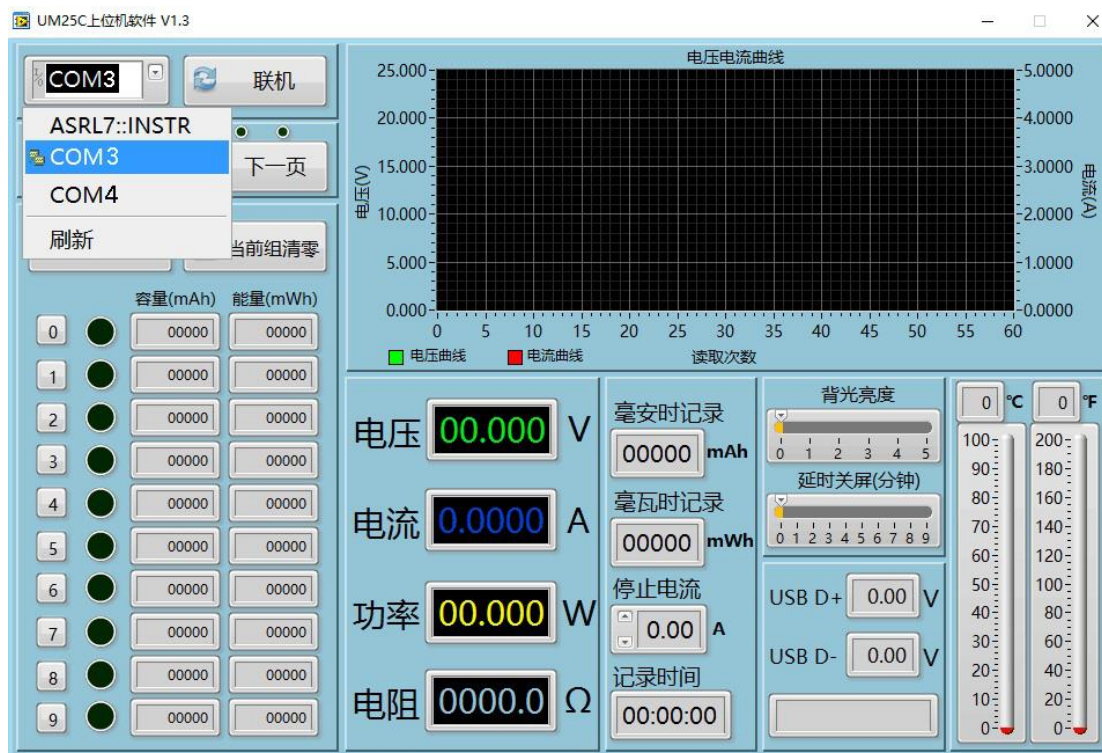 UM25C上位机软件 V1.3
COM3
联机
ASRL7::INSTR
COM3
COM4
刷新
下一页
当前组清零
容量(mAh) 能量(mWh)
0 00000 00000
1 00000 00000
2 00000 00000
3 00000 00000
4 00000 00000
5 00000 00000
6 00000 00000
7 00000 00000
8 00000 00000
9 00000 00000
电压电流曲线
电压(V)
25.000
20.000
15.000
10.000
5.000
0.000
5.0000
4.0000
3.0000
2.0000
1.0000
0.0000
电流(A)
0 5 10 15 20 25 30 35 40 45 50 55 60
电压曲线 电流曲线 读取次数
电压 00.000 V
电流 0.0000 A
功率 00.000 W
电阻 0000.0 Ω
毫安时记录
00000 mAh
毫瓦时记录
00000 mWh
停止电流
0.00 A
记录时间
00:00:00
背光亮度
0 1 2 3 4 5
延时关屏(分钟)
0 1 2 3 4 5 6 7 8 9
USB D+ 0.00 V
USB D- 0.00 V
0 °C 0 °F
100 200
90 180
80 160
70 140
60 120
50 100
40 80
30 60
20 40
10 20
0 0